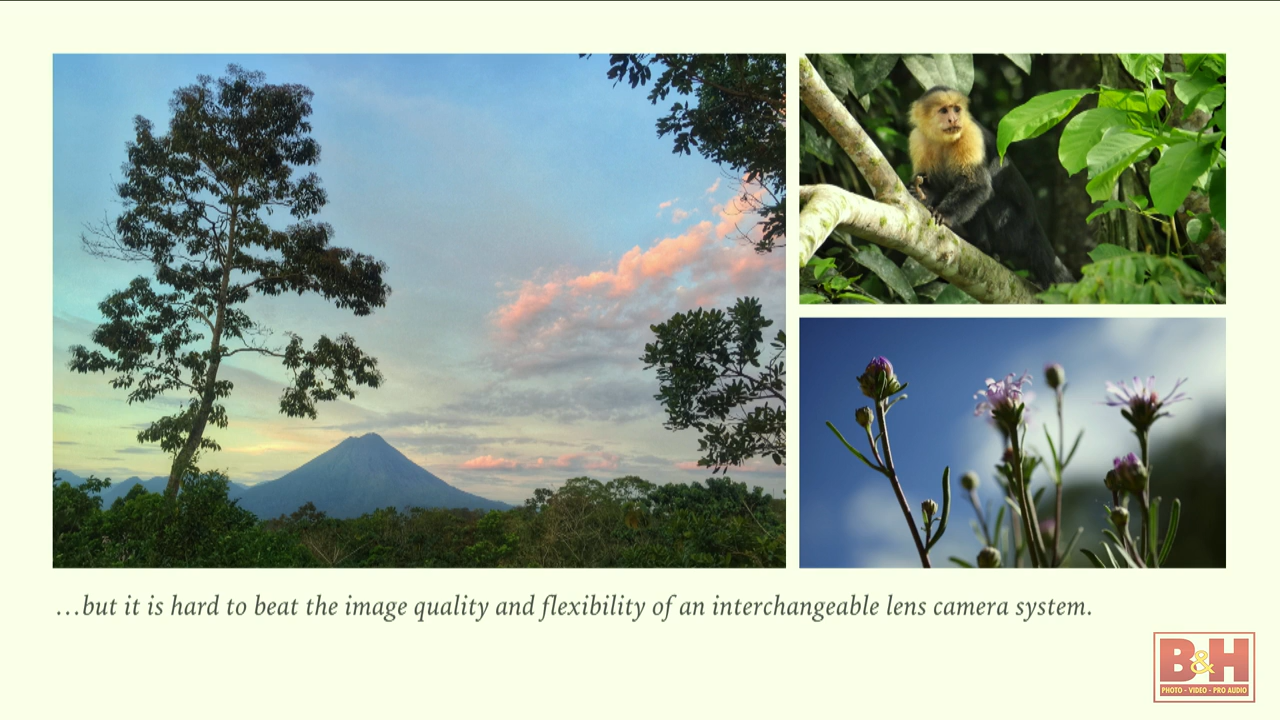 …but it is hard to beat the image quality and flexibility of an interchangeable lens camera system.
B&H
PHOTO - VIDEO - PRO AUDIO